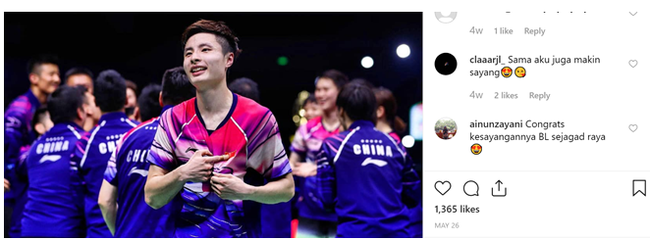 4w 1 like Reply
claaarjl_ Sama aku juga makin
sayang😍😘
4w 2 likes Reply
ainunzayani Congrats
kesayangannya BL sejagad raya
😍
1,365 likes
MAY 26
CHINA
CHINA
CHINA